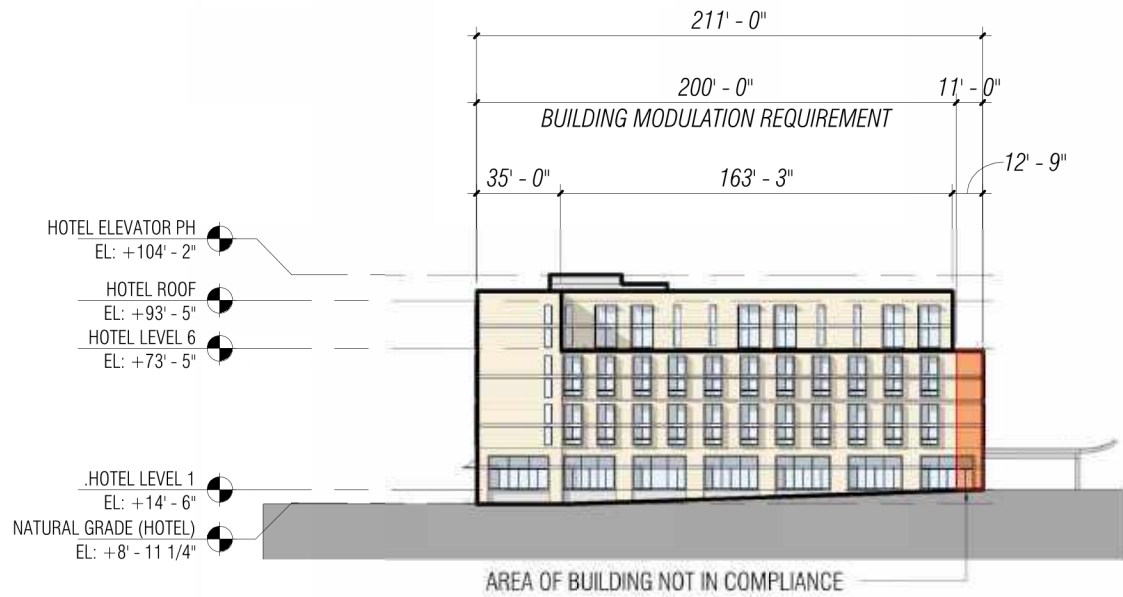 211' - 0"
200' - 0"
11' - 0"
BUILDING MODULATION REQUIREMENT
12' - 9"
35' - 0"
163' - 3"
HOTEL ELEVATOR PH
EL: +104' - 2"
HOTEL ROOF
EL: +93' - 5"
HOTEL LEVEL 6
EL: +73' - 5"
.HOTEL LEVEL 1
EL: +14' - 6"
NATURAL GRADE (HOTEL)
EL: +8' - 11 1/4"
AREA OF BUILDING NOT IN COMPLIANCE